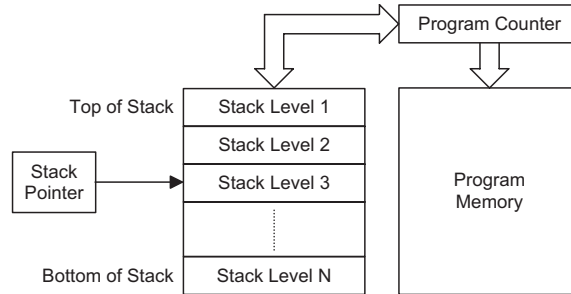 Program Counter
Top of Stack
Stack Level 1
Stack Level 2
Stack
Pointer
Stack Level 3
Program
Memory
Bottom of Stack
Stack Level N